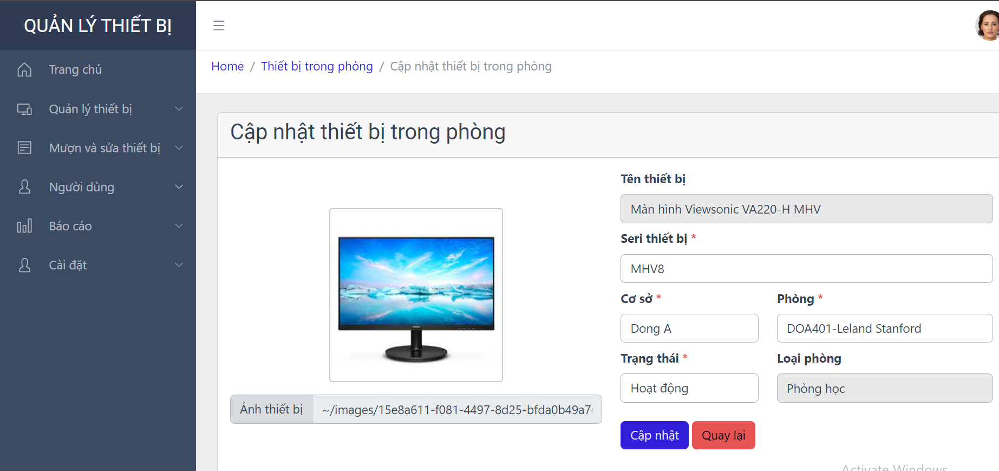 QUẢN LÝ THIẾT BỊ
Trang chủ
Quản lý thiết bị
Mượn và sửa thiết bị
Người dùng
Báo cáo
Cài đặt
Home / Thiết bị trong phòng / Cập nhật thiết bị trong phòng
Cập nhật thiết bị trong phòng
Ảnh thiết bị ~/images/15e8a611-f081-4497-8d25-bfda0b49a7
Tên thiết bị
Màn hình Viewsonic VA220-H MHV
Seri thiết bị *
MHV8
Cơ sở * Phòng *
Dong A DOA401-Leland Stanford
Trạng thái * Loại phòng
Hoạt động Phòng học
Cập nhật Quay lại
Activate Windows